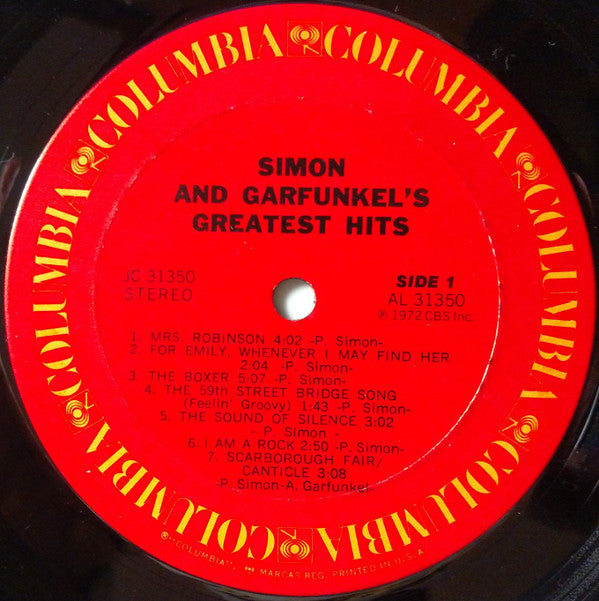 COLUMBIA COLUMBIA COLUMBIA COLUMBIA COLUMBIA COLUMBIA
SIMON
AND GARFUNKEL'S
GREATEST HITS
JC 31350
STEREO
SIDE 1
AL 31350
℗ 1972 CBS Inc.
1. MRS. ROBINSON 4:02 -P. Simon-
2. FOR EMILY, WHENEVER I MAY FIND HER
2:04 -P. Simon-
3. THE BOXER 5:07 -P. Simon-
4. THE 59th STREET BRIDGE SONG
(Feelin' Groovy) 1:43 -P. Simon-
5. THE SOUND OF SILENCE 3:02
- P. Simon -
6. I AM A ROCK 2:50 -P. Simon-
7. SCARBOROUGH FAIR/
CANTICLE 3:08
-P. Simon-A. Garfunkel-
®"COLUMBIA", MARCAS REG. PRINTED IN U.S.A.